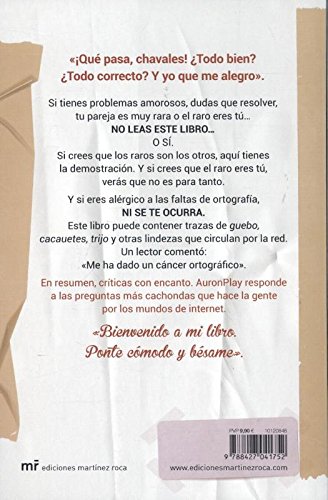 «¡Qué pasa, chavales! ¿Todo bien?
¿Todo correcto? Y yo que me alegro».
Si tienes problemas amorosos, dudas que resolver,
tu pareja es muy rara o el raro eres tú...
NO LEAS ESTE LIBRO...
O SÍ.
Si crees que los raros son los otros, aquí tienes
la demostración. Y si crees que el raro eres tú,
verás que no es para tanto.
Y si eres alérgico a las faltas de ortografía,
NI SE TE OCURRA.
Este libro puede contener trazas de guebo,
cacauetes, trijo y otras lindezas que circulan por la red.
Un lector comentó:
«Me ha dado un cáncer ortográfico».
En resumen, críticas con encanto. AuronPlay responde
a las preguntas más cachondas que hace la gente
por los mundos de internet.
«Bienvenido a mi libro.
Ponte cómodo y bésame».
PVP 9,90 € 10120846
9 788427 041752
mr ediciones martínez roca
www.edicionesmartinezroca.com